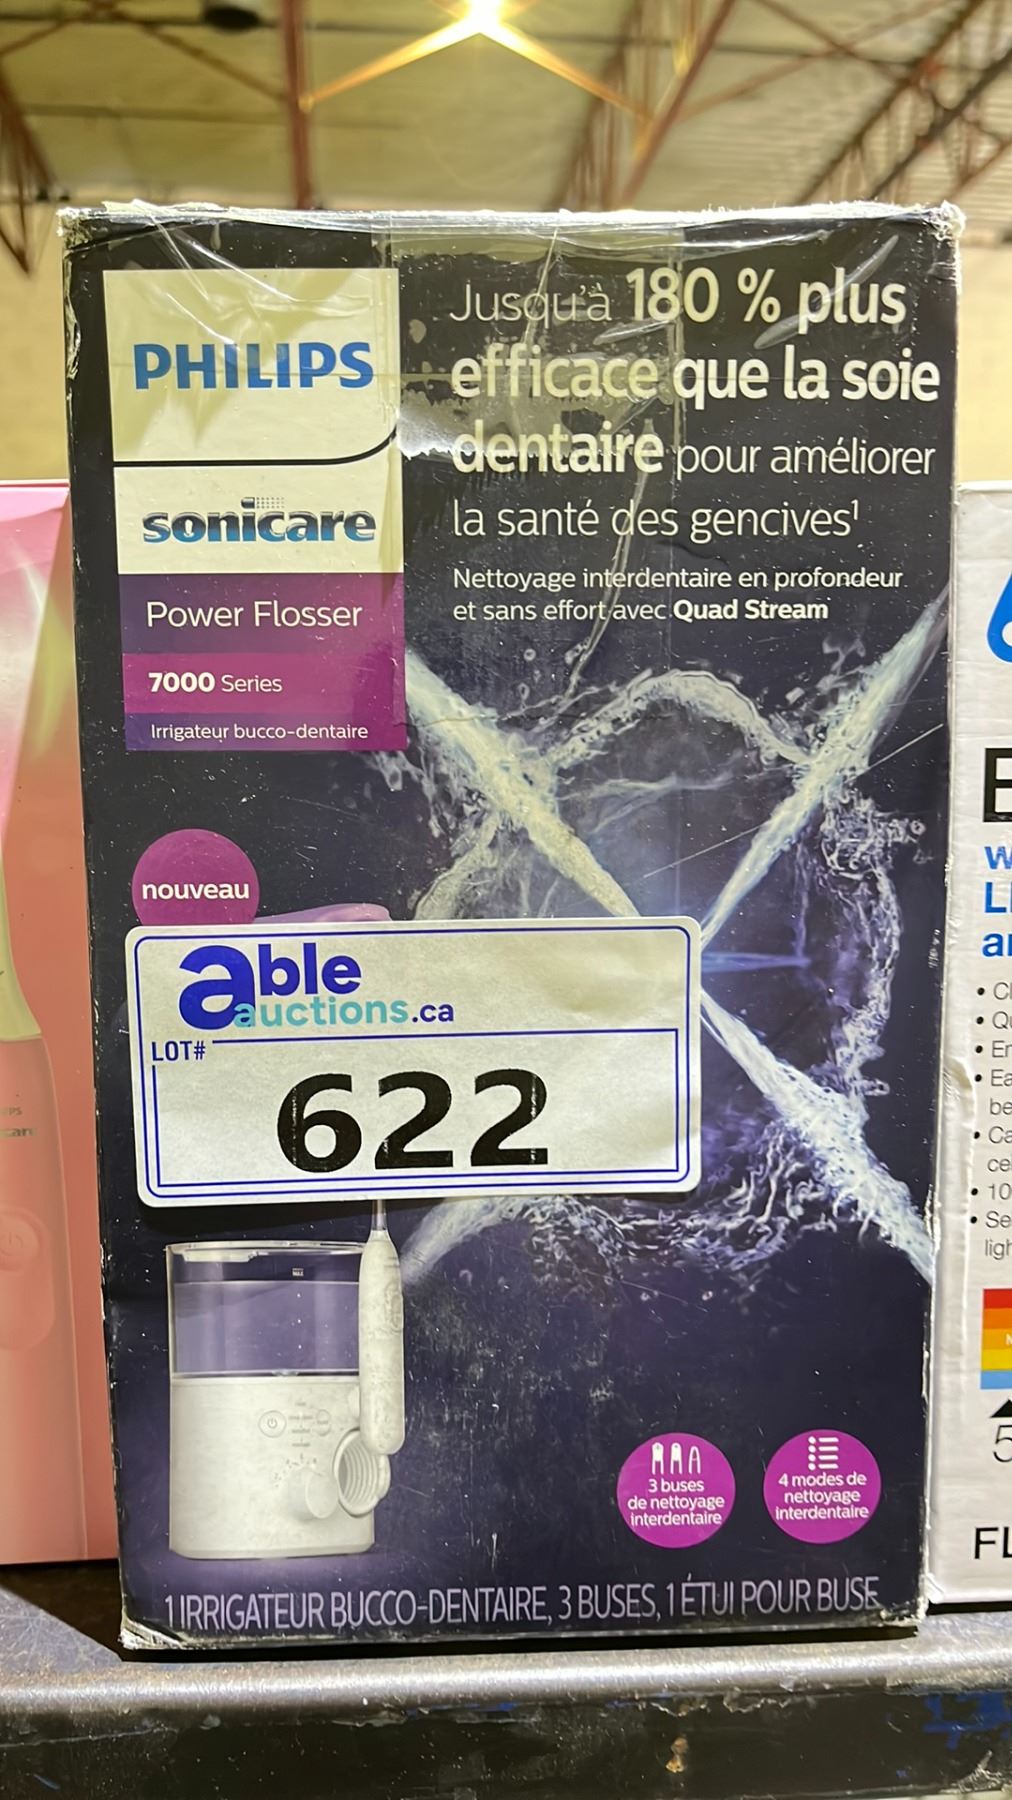 PHILIPS
sonicare
Power Flosser
7000 Series
Irrigateur bucco-dentaire
Jusqu'à 180 % plus
efficace que la soie
dentaire pour améliorer
la santé des gencives¹
Nettoyage interdentaire en profondeur
et sans effort avec Quad Stream
nouveau
able
auctions.ca
LOT#
622
MAX
3 buses
de nettoyage
interdentaire
4 modes de
nettoyage
interdentaire
1 IRRIGATEUR BUCCO-DENTAIRE, 3 BUSES, 1 ÉTUI POUR BUSE